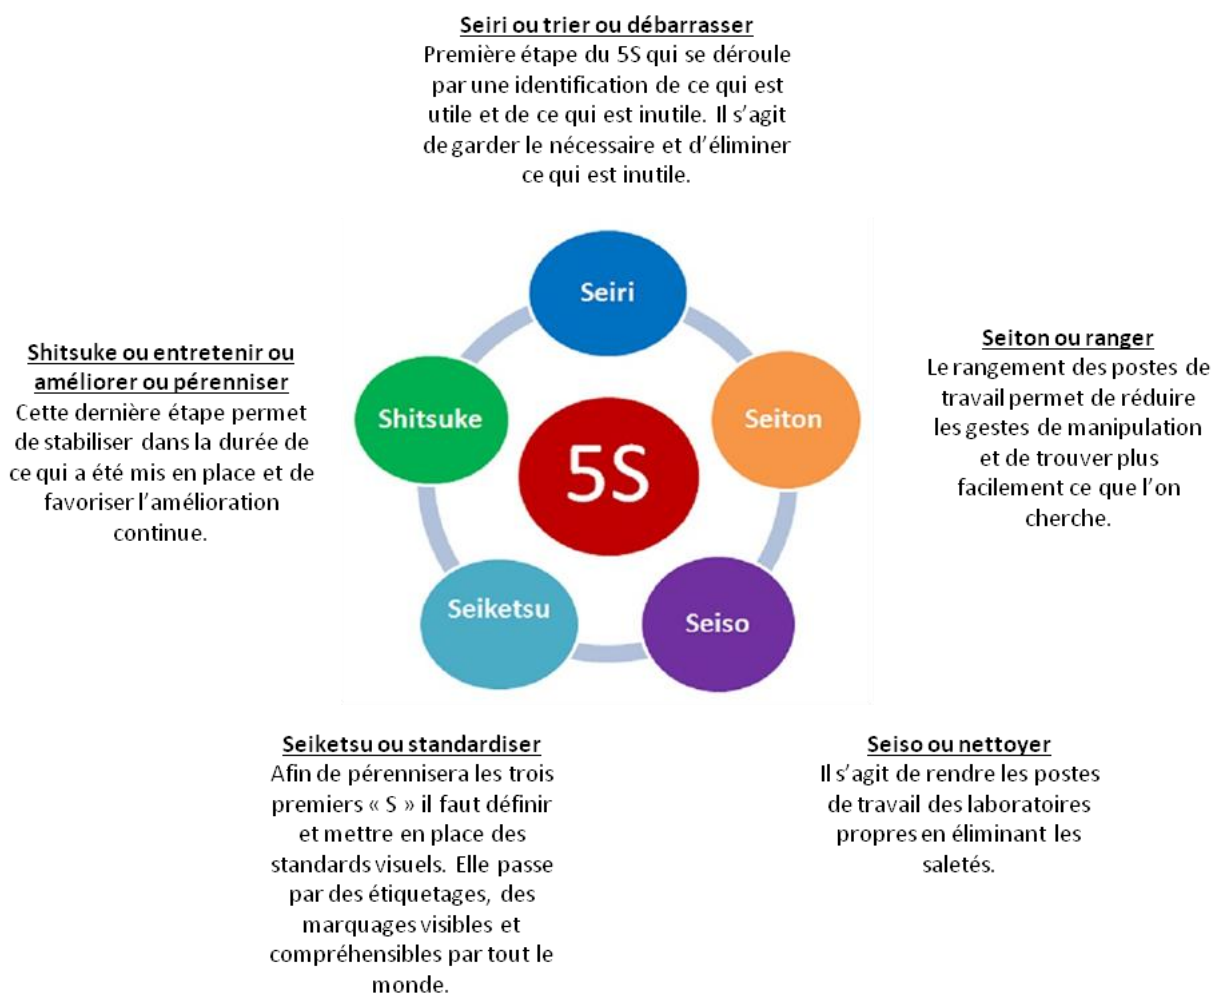 Seiri ou trier ou débarrasser
Première étape du 5S qui se déroule
par une identification de ce qui est
utile et de ce qui est inutile. Il s’agit
de garder le nécessaire et d’éliminer
ce qui est inutile.
Seiri
Seiton
Seiso
Seiketsu
Shitsuke
5S
Seiton ou ranger
Le rangement des postes de
travail permet de réduire
les gestes de manipulation
et de trouver plus
facilement ce que l’on
cherche.
Seiso ou nettoyer
Il s’agit de rendre les postes
de travail des laboratoires
propres en éliminant les
saletés.
Seiketsu ou standardiser
Afin de pérennisera les trois
premiers « S » il faut définir
et mettre en place des
standards visuels. Elle passe
par des étiquetages, des
marquages visibles et
compréhensibles par tout le
monde.
Shitsuke ou entretenir ou
améliorer ou pérenniser
Cette dernière étape permet
de stabiliser dans la durée de
ce qui a été mis en place et de
favoriser l’amélioration
continue.